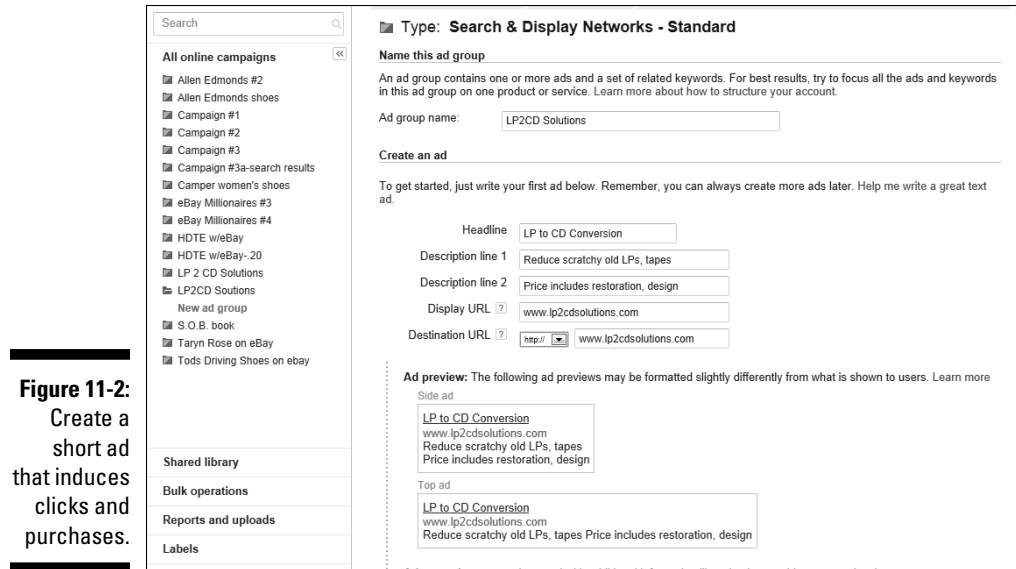 Search
All online campaigns
Allen Edmonds #2
Allen Edmonds shoes
Campaign #1
Campaign #2
Campaign #3
Campaign #3a-search results
Camper women's shoes
eBay Millionaires #3
eBay Millionaires #4
HDTE w/eBay
HDTE w/eBay-.20
LP 2 CD Solutions
LP2CD Soutions
New ad group
S.O.B. book
Taryn Rose on eBay
Tods Driving Shoes on ebay
Shared library
Bulk operations
Reports and uploads
Labels
Type: Search & Display Networks - Standard
Name this ad group
An ad group contains one or more ads and a set of related keywords. For best results, try to focus all the ads and keywords
in this ad group on one product or service. Learn more about how to structure your account.
Ad group name: LP2CD Solutions
Create an ad
To get started, just write your first ad below. Remember, you can always create more ads later. Help me write a great text
ad.
Headline LP to CD Conversion
Description line 1 Reduce scratchy old LPs, tapes
Description line 2 Price includes restoration, design
Display URL ? www.lp2cdsolutions.com
Destination URL ? http:// www.lp2cdsolutions.com
Ad preview: The following ad previews may be formatted slightly differently from what is shown to users. Learn more
Side ad
LP to CD Conversion
www.lp2cdsolutions.com
Reduce scratchy old LPs, tapes
Price includes restoration, design
Top ad
LP to CD Conversion
www.lp2cdsolutions.com
Reduce scratchy old LPs, tapes Price includes restoration, design
Figure 11-2:
Create a
short ad
that induces
clicks and
purchases.